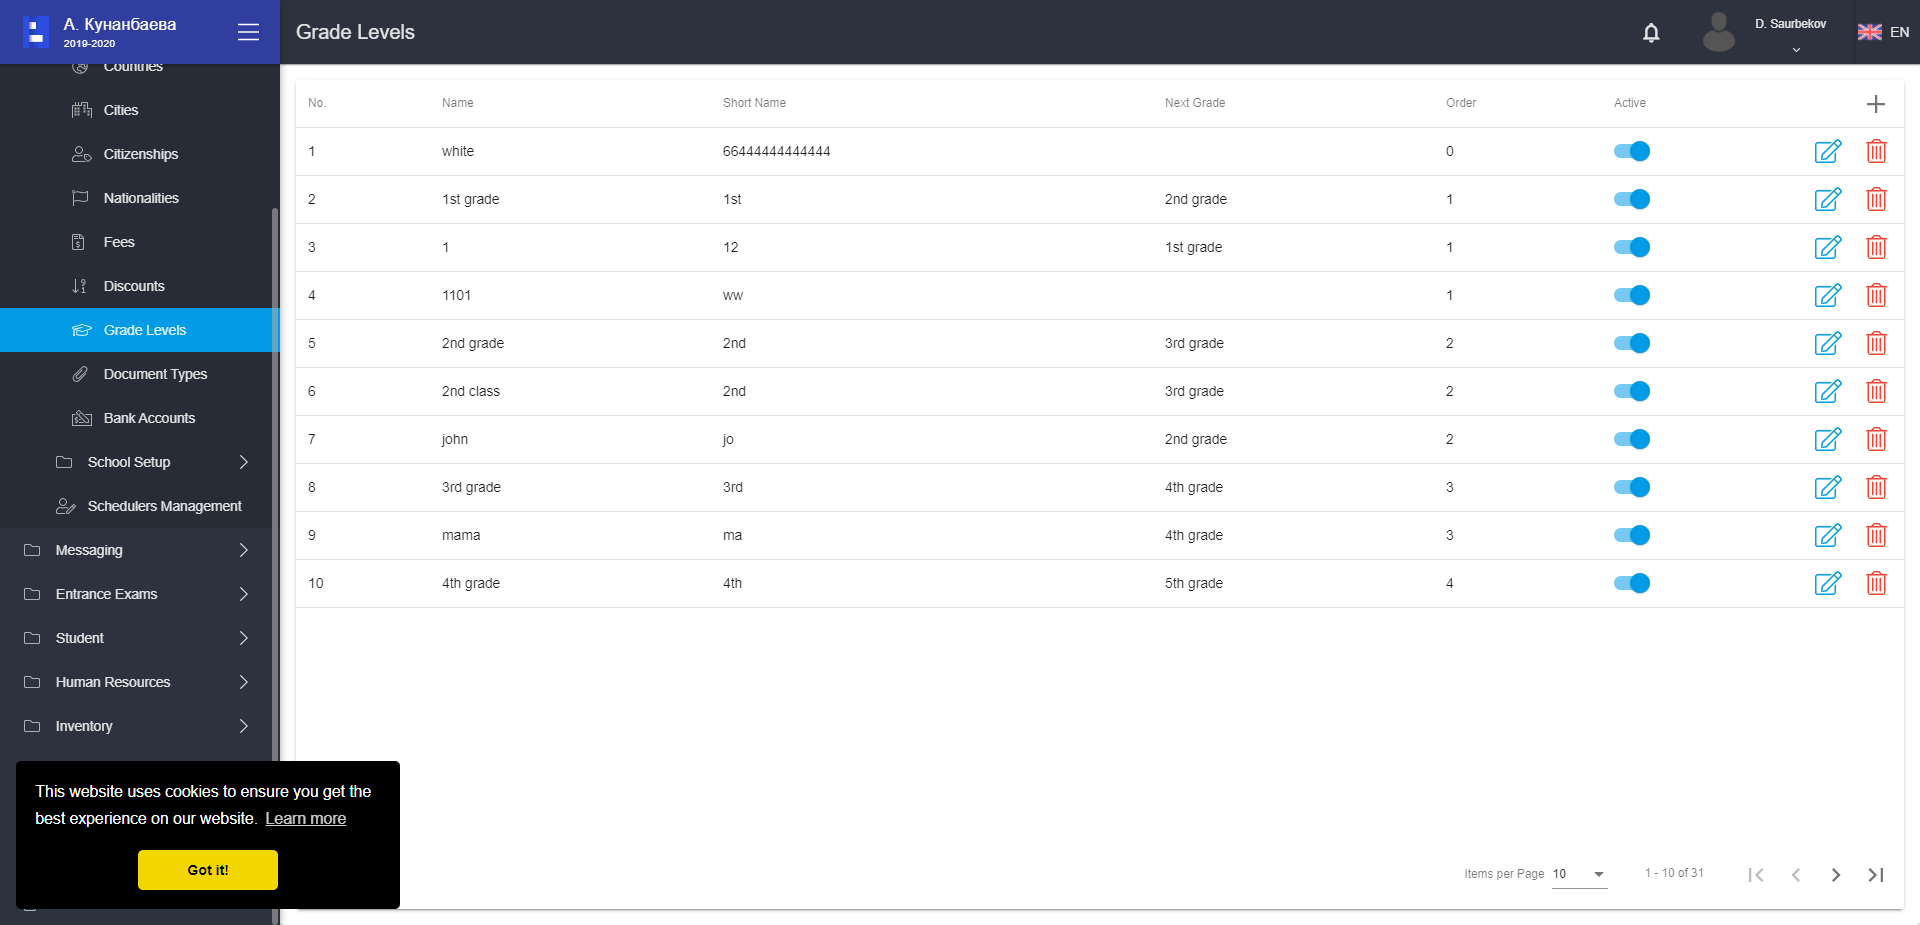 А. Кунанбаева
2019-2020
Grade Levels
D. Saurbekov
EN
Countries
Cities
Citizenships
Nationalities
Fees
Discounts
Grade Levels
Document Types
Bank Accounts
School Setup
Schedulers Management
Messaging
Entrance Exams
Student
Human Resources
Inventory
No. Name Short Name Next Grade Order Active
1 white 66444444444444 0
2 1st grade 1st 2nd grade 1
3 1 12 1st grade 1
4 1101 ww 1
5 2nd grade 2nd 3rd grade 2
6 2nd class 2nd 3rd grade 2
7 john jo 2nd grade 2
8 3rd grade 3rd 4th grade 3
9 mama ma 4th grade 3
10 4th grade 4th 5th grade 4
Items per Page 10 1 - 10 of 31
This website uses cookies to ensure you get the
best experience on our website. Learn more
Got it!